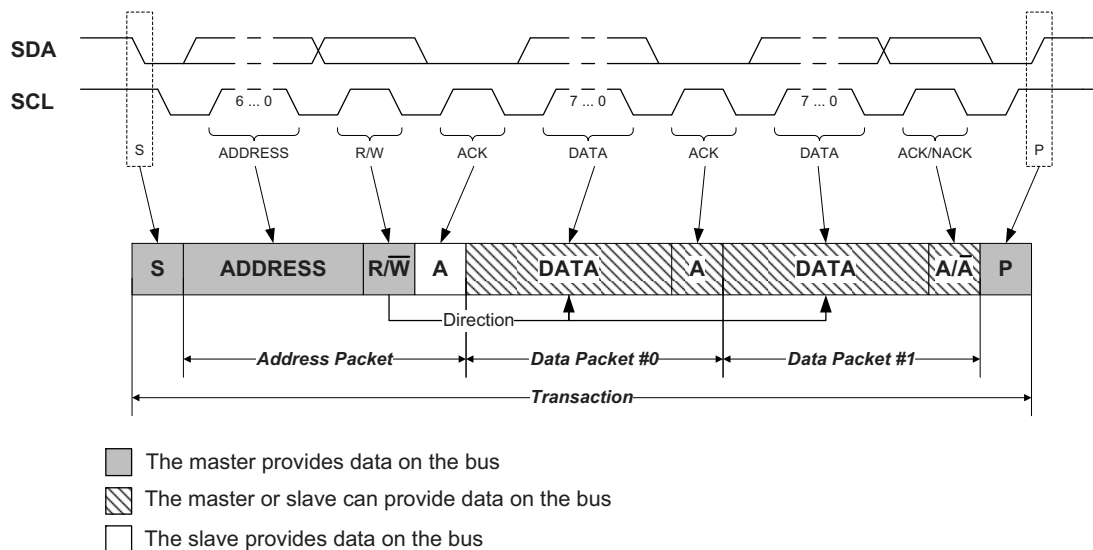 SDA
SCL
6 ... 0
7 ... 0
7 ... 0
S
ADDRESS
R/W
ACK
DATA
ACK
DATA
ACK/NACK
P
S
ADDRESS
R/W̅
A
DATA
A
DATA
A/A̅
P
Direction
Address Packet
Data Packet #0
Data Packet #1
Transaction
The master provides data on the bus
The master or slave can provide data on the bus
The slave provides data on the bus